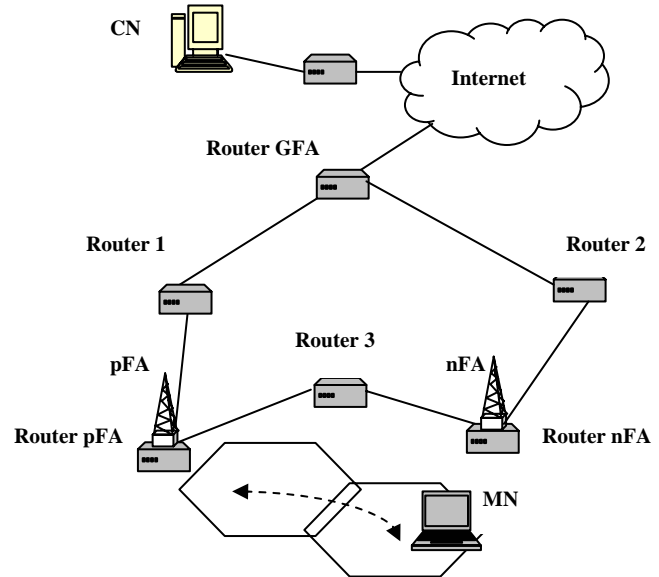 CN
Internet
Router GFA
Router 1
Router 2
Router 3
pFA
nFA
Router pFA
Router nFA
MN